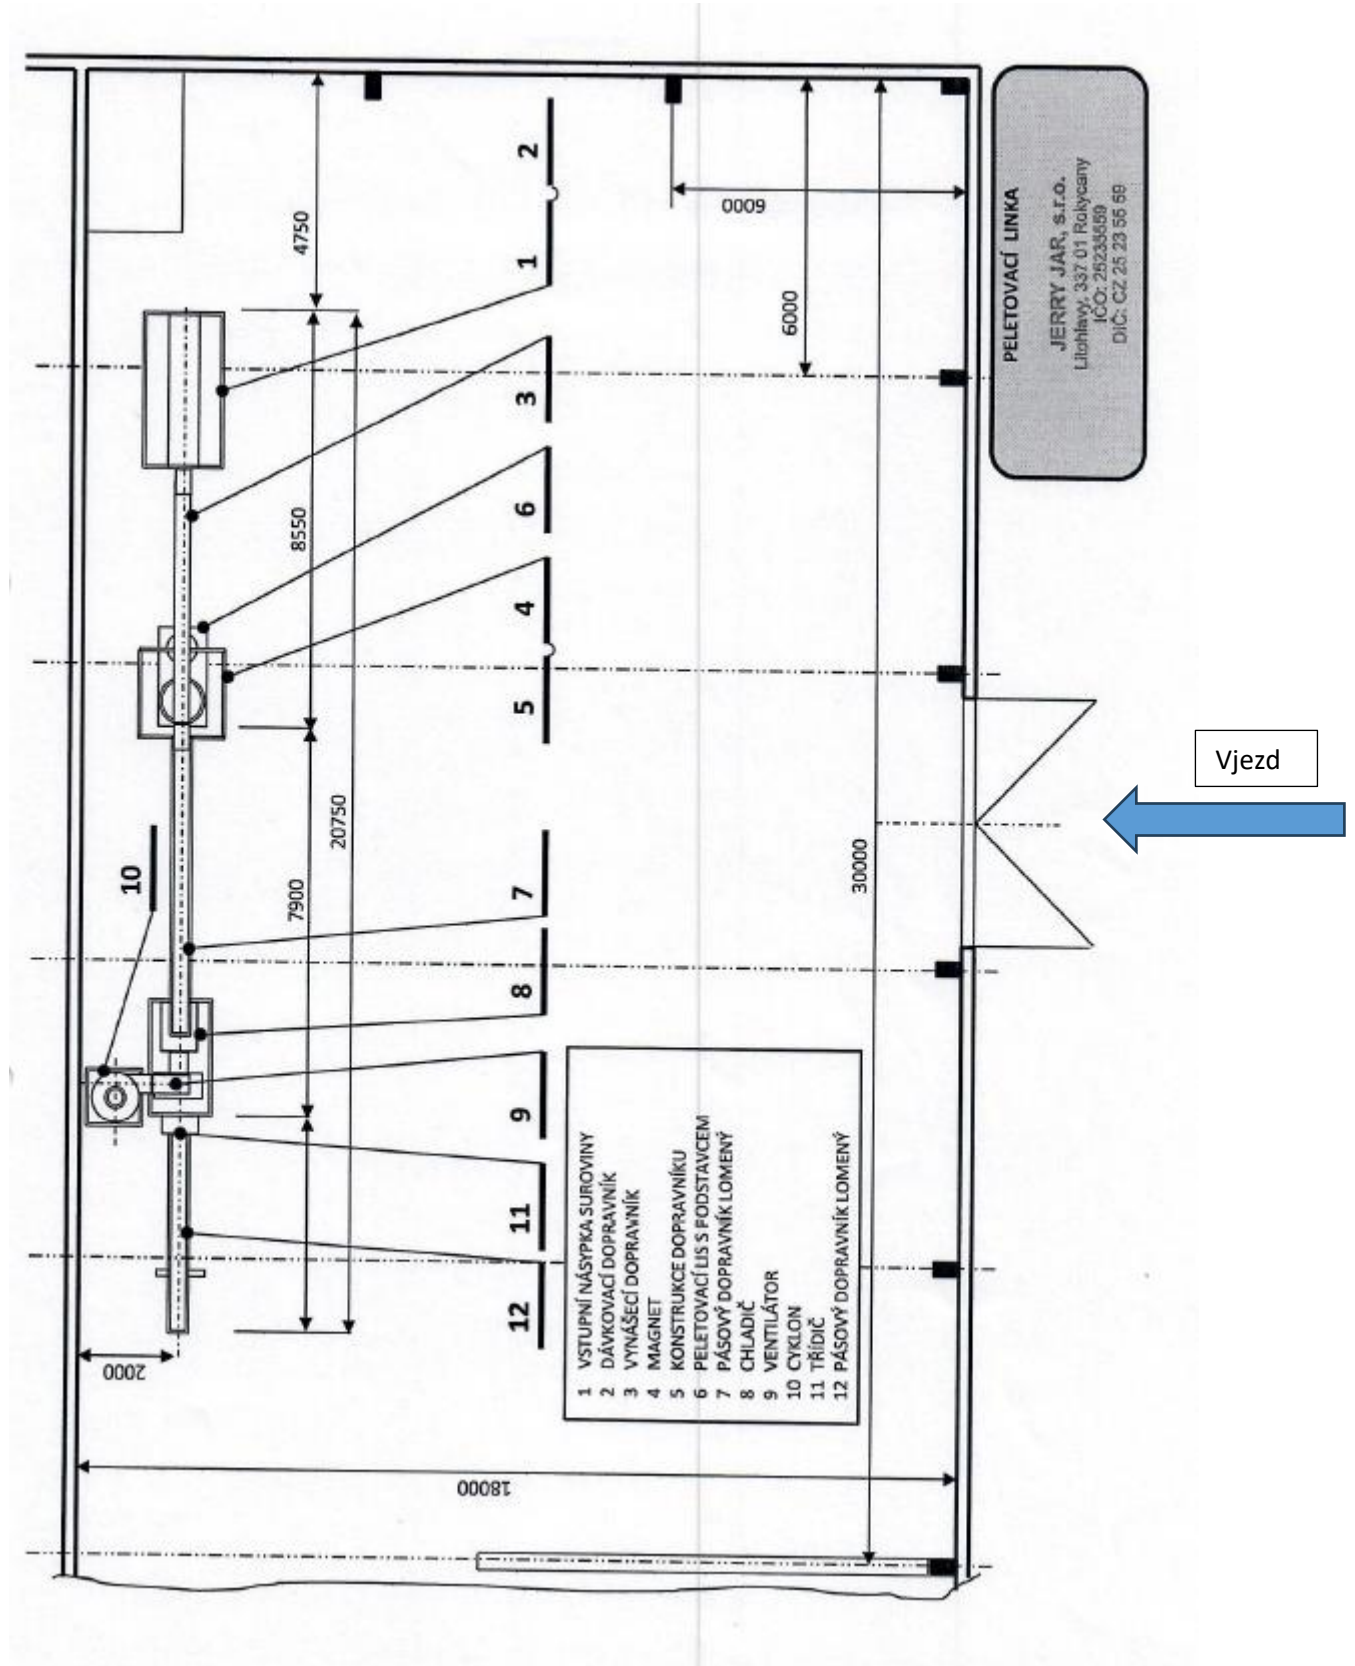 PELETOVACÍ LINKA
JERRY JAR, s.r.o.
Litohlavy, 337 01 Rokycany
IČO: 25235559
DIČ: CZ 25 23 55 59
Vjezd
2
1
3
6
4
5
7
8
9
11
12
10
4750
8550
7900
20750
30000
6000
6000
2000
18000
1 VSTUPNÍ NÁSYPKA SUROVINY
2 DÁVKOVACÍ DOPRAVNÍK
3 VYNÁŠECÍ DOPRAVNÍK
4 MAGNET
5 KONSTRUKCE DOPRAVNÍKU
6 PELETOVACÍ LIS S PODSTAVCEM
7 PÁSOVÝ DOPRAVNÍK LOMENÝ
8 CHLADIČ
9 VENTILÁTOR
10 CYKLON
11 TŘÍDIČ
12 PÁSOVÝ DOPRAVNÍK LOMENÝ